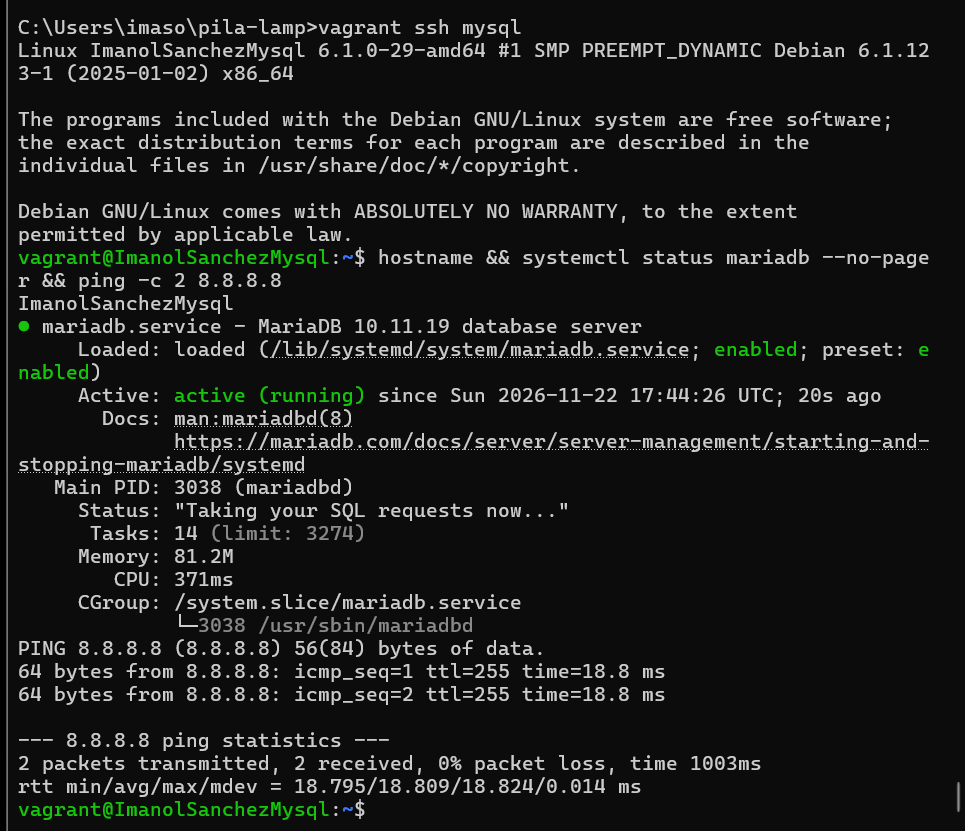 C:\Users\imaso\pila-lamp>vagrant ssh mysql
Linux ImanolSanchezMysql 6.1.0-29-amd64 #1 SMP PREEMPT_DYNAMIC Debian 6.1.12
3-1 (2025-01-02) x86_64
The programs included with the Debian GNU/Linux system are free software;
the exact distribution terms for each program are described in the
individual files in /usr/share/doc/*/copyright.
Debian GNU/Linux comes with ABSOLUTELY NO WARRANTY, to the extent
permitted by applicable law.
vagrant@ImanolSanchezMysql:~$ hostname && systemctl status mariadb --no-page
r && ping -c 2 8.8.8.8
ImanolSanchezMysql
● mariadb.service - MariaDB 10.11.19 database server
     Loaded: loaded (/lib/systemd/system/mariadb.service; enabled; preset: e
nabled)
     Active: active (running) since Sun 2026-11-22 17:44:26 UTC; 20s ago
       Docs: man:mariadbd(8)
             https://mariadb.com/docs/server/server-management/starting-and-
stopping-mariadb/systemd
   Main PID: 3038 (mariadbd)
     Status: "Taking your SQL requests now..."
      Tasks: 14 (limit: 3274)
     Memory: 81.2M
        CPU: 371ms
     CGroup: /system.slice/mariadb.service
             └─3038 /usr/sbin/mariadbd
PING 8.8.8.8 (8.8.8.8) 56(84) bytes of data.
64 bytes from 8.8.8.8: icmp_seq=1 ttl=255 time=18.8 ms
64 bytes from 8.8.8.8: icmp_seq=2 ttl=255 time=18.8 ms
--- 8.8.8.8 ping statistics ---
2 packets transmitted, 2 received, 0% packet loss, time 1003ms
rtt min/avg/max/mdev = 18.795/18.809/18.824/0.014 ms
vagrant@ImanolSanchezMysql:~$